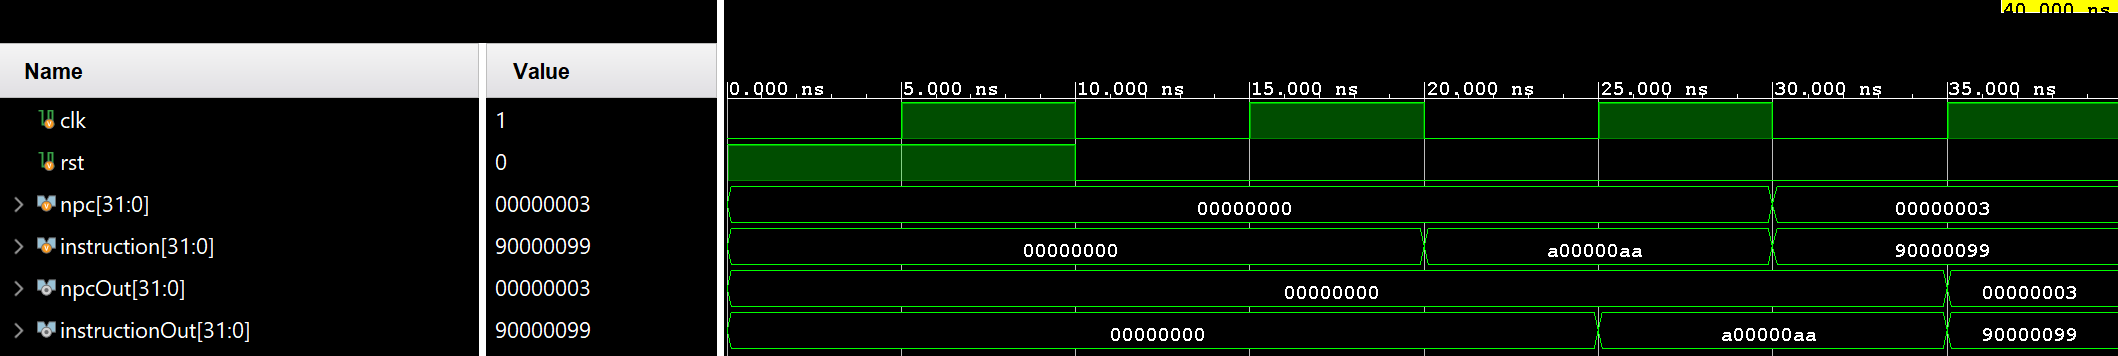 40.000 ns
Name Value
0.000 ns 5.000 ns 10.000 ns 15.000 ns 20.000 ns 25.000 ns 30.000 ns 35.000 ns
clk 1
rst 0
npc[31:0] 00000003 00000000 00000003
instruction[31:0] 90000099 00000000 a00000aa 90000099
npcOut[31:0] 00000003 00000000 00000003
instructionOut[31:0] 90000099 00000000 a00000aa 90000099